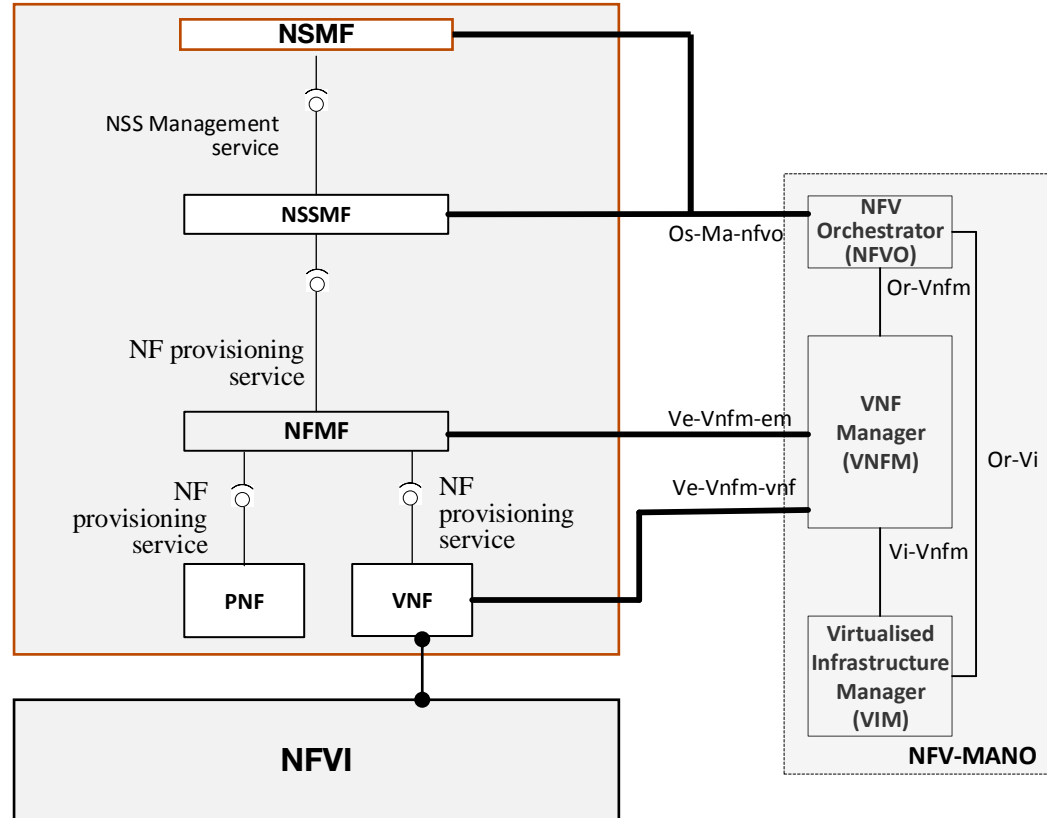 NSMF
NSS Management
service
NSSMF
Os-Ma-nfvo
NFV
Orchestrator
(NFVO)
Or-Vnfm
NF provisioning
service
NFMF
Ve-Vnfm-em
VNF
Manager
(VNFM)
Or-Vi
Ve-Vnfm-vnf
NF
provisioning
service
NF
provisioning
service
Vi-Vnfm
PNF
VNF
Virtualised
Infrastructure
Manager
(VIM)
NFV-MANO
NFVI